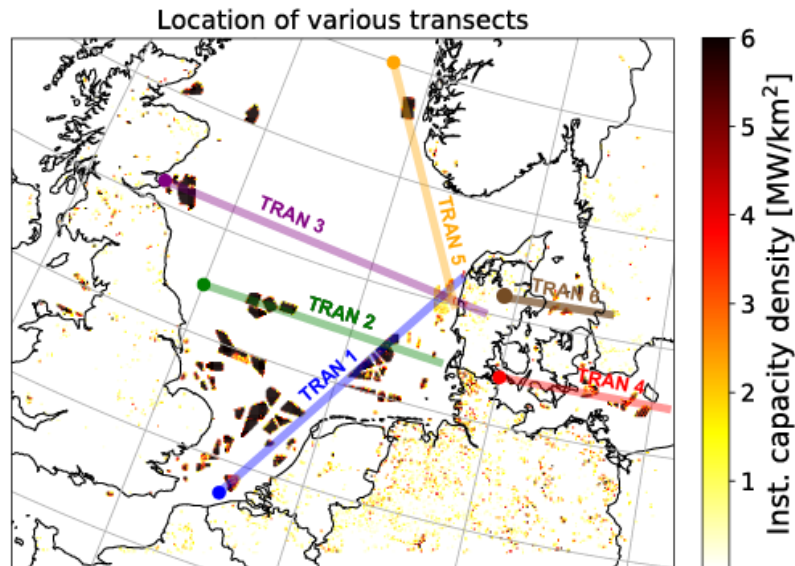 Location of various transects
TRAN 3
TRAN 5
TRAN 6
TRAN 2
TRAN 1
TRAN 4
6
5
4
3
2
1
Inst. capacity density [MW/km²]